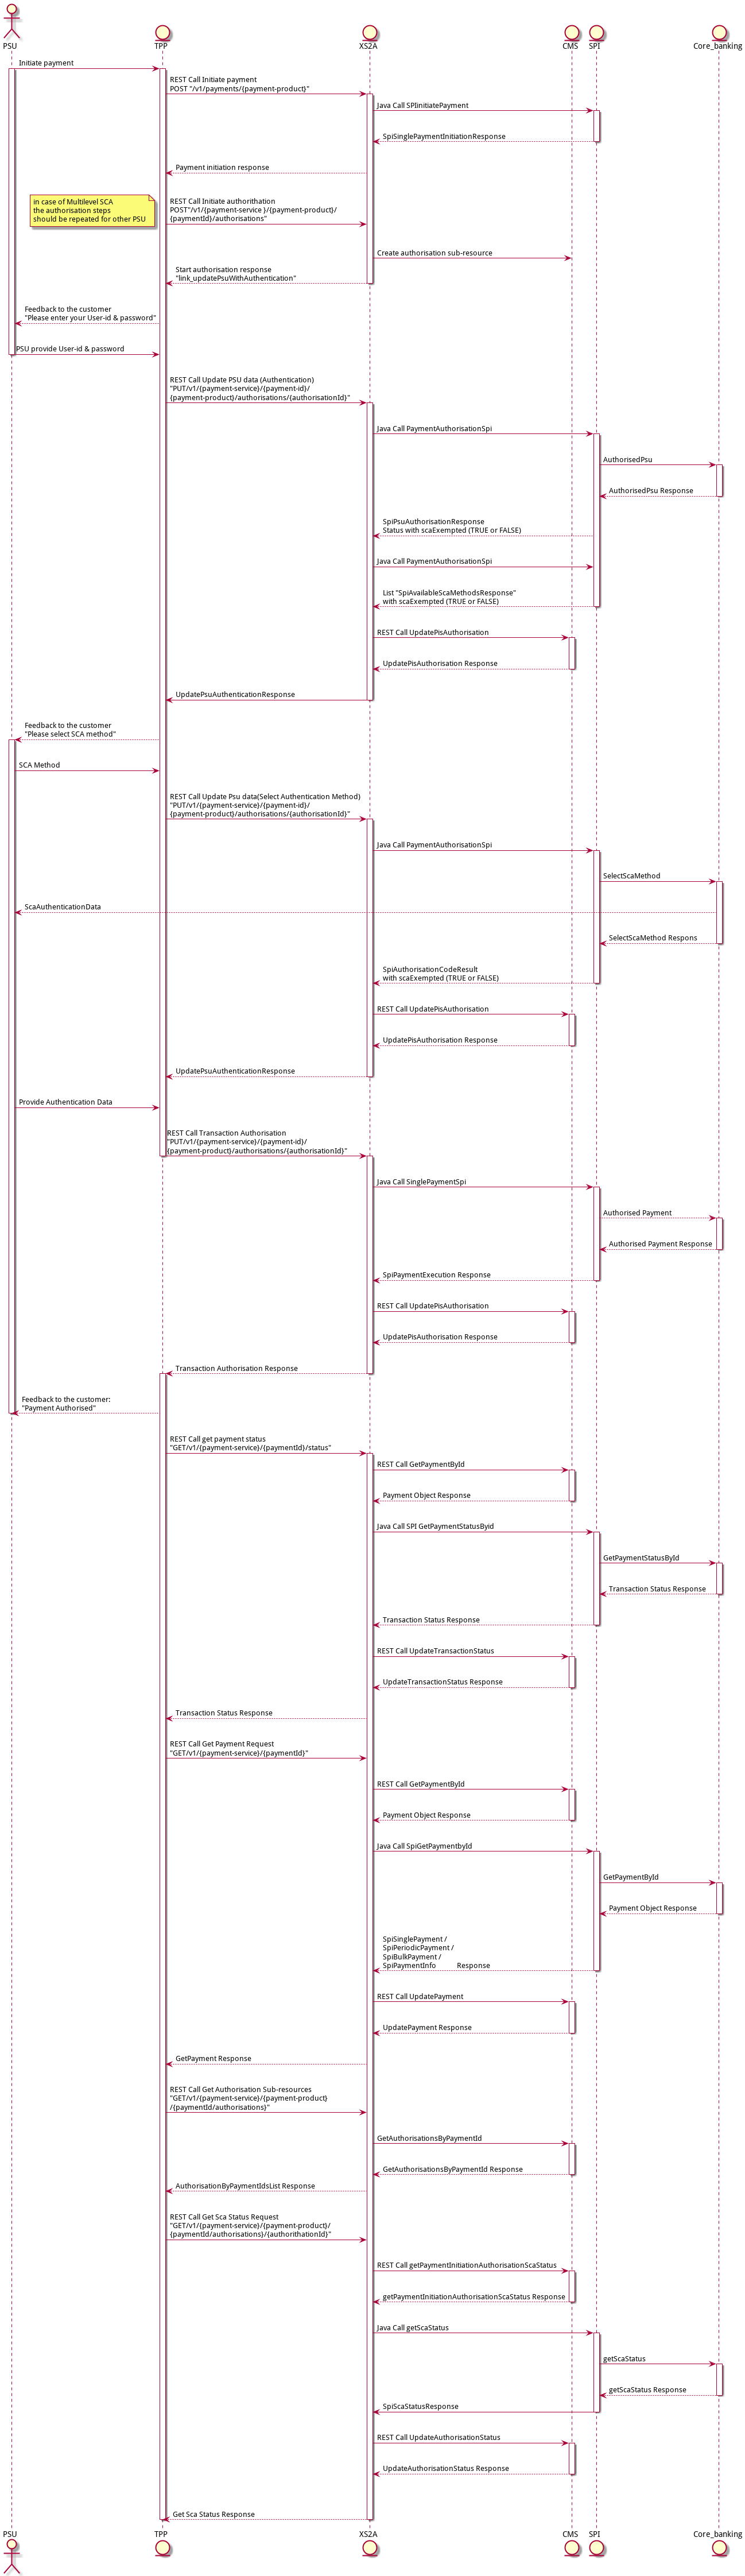 PSU
TPP
XS2A
CMS
SPI
Core_banking
Initiate payment
REST Call Initiate payment
POST "/v1/payments/{payment-product}"
Java Call SPIinitiatePayment
SpiSinglePaymentInitiationResponse
Payment initiation response
in case of Multilevel SCA
the authorisation steps
should be repeated for other PSU
REST Call Initiate authorithation
POST"/v1/{payment-service }/{payment-product}/
{paymentId}/authorisations"
Create authorisation sub-resource
Start authorisation response
"link_updatePsuWithAuthentication"
Feedback to the customer
"Please enter your User-id & password"
PSU provide User-id & password
REST Call Update PSU data (Authentication)
"PUT/v1/{payment-service}/{payment-id}/
{payment-product}/authorisations/{authorisationId}"
Java Call PaymentAuthorisationSpi
AuthorisedPsu
AuthorisedPsu Response
SpiPsuAuthorisationResponse
Status with scaExempted (TRUE or FALSE)
Java Call PaymentAuthorisationSpi
List "SpiAvailableScaMethodsResponse"
with scaExempted (TRUE or FALSE)
REST Call UpdatePisAuthorisation
UpdatePisAuthorisation Response
UpdatePsuAuthenticationResponse
Feedback to the customer
"Please select SCA method"
SCA Method
REST Call Update Psu data(Select Authentication Method)
"PUT/v1/{payment-service}/{payment-id}/
{payment-product}/authorisations/{authorisationId}"
Java Call PaymentAuthorisationSpi
SelectScaMethod
ScaAuthenticationData
SelectScaMethod Respons
SpiAuthorisationCodeResult
with scaExempted (TRUE or FALSE)
REST Call UpdatePisAuthorisation
UpdatePisAuthorisation Response
UpdatePsuAuthenticationResponse
Provide Authentication Data
REST Call Transaction Authorisation
"PUT/v1/{payment-service}/{payment-id}/
{payment-product}/authorisations/{authorisationId}"
Java Call SinglePaymentSpi
Authorised Payment
Authorised Payment Response
SpiPaymentExecution Response
REST Call UpdatePisAuthorisation
UpdatePisAuthorisation Response
Transaction Authorisation Response
Feedback to the customer:
"Payment Authorised"
REST Call get payment status
"GET/v1/{payment-service}/{paymentId}/status"
REST Call GetPaymentById
Payment Object Response
Java Call SPI GetPaymentStatusByid
GetPaymentStatusById
Transaction Status Response
Transaction Status Response
REST Call UpdateTransactionStatus
UpdateTransactionStatus Response
Transaction Status Response
REST Call Get Payment Request
"GET/v1/{payment-service}/{paymentId}"
REST Call GetPaymentById
Payment Object Response
Java Call SpiGetPaymentbyId
GetPaymentById
Payment Object Response
SpiSinglePayment /
SpiPeriodicPayment /
SpiBulkPayment /
SpiPaymentInfo Response
REST Call UpdatePayment
UpdatePayment Response
GetPayment Response
REST Call Get Authorisation Sub-resources
"GET/v1/{payment-service}/{payment-product}
/{paymentId/authorisations}"
GetAuthorisationsByPaymentId
GetAuthorisationsByPaymentId Response
AuthorisationByPaymentIdsList Response
REST Call Get Sca Status Request
"GET/v1/{payment-service}/{payment-product}/
{paymentId/authorisations}/{authorithationId}"
REST Call getPaymentInitiationAuthorisationScaStatus
getPaymentInitiationAuthorisationScaStatus Response
Java Call getScaStatus
getScaStatus
getScaStatus Response
SpiScaStatusResponse
REST Call UpdateAuthorisationStatus
UpdateAuthorisationStatus Response
Get Sca Status Response
PSU
TPP
XS2A
CMS
SPI
Core_banking